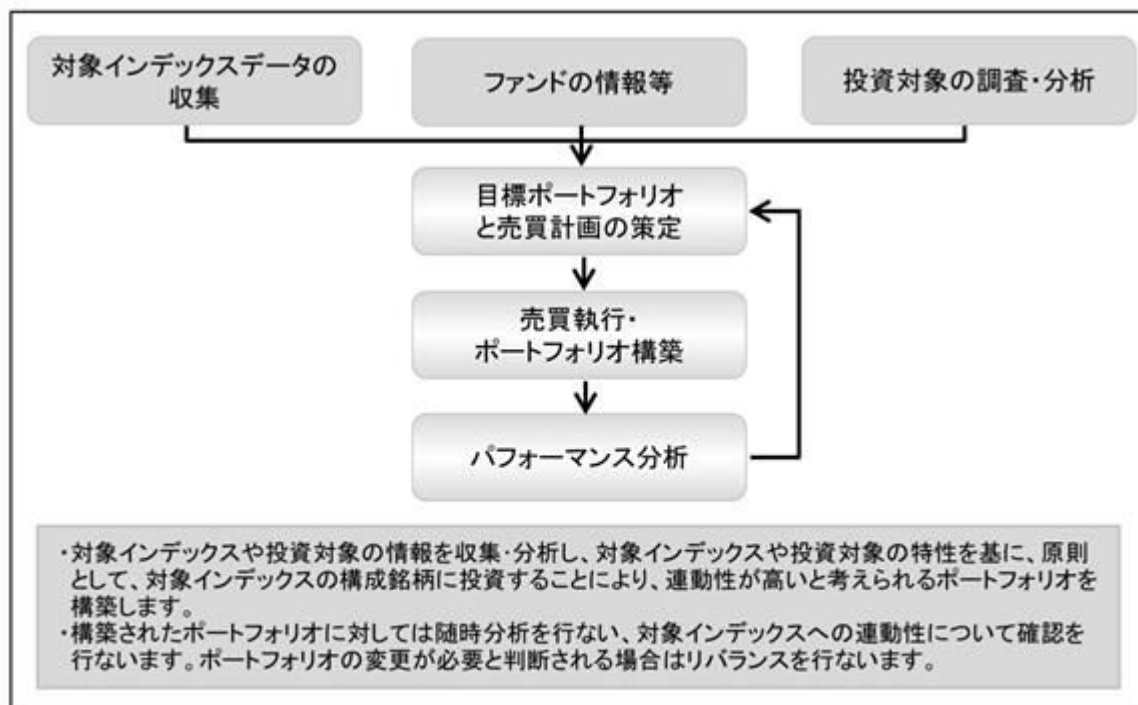 対象インデックスデータの
収集
ファンドの情報等
投資対象の調査・分析
目標ポートフォリオ
と売買計画の策定
売買執行・
ポートフォリオ構築
パフォーマンス分析
・対象インデックスや投資対象の情報を収集・分析し、対象インデックスや投資対象の特性を基に、原則
として、対象インデックスの構成銘柄に投資することにより、連動性が高いと考えられるポートフォリオを
構築します。
・構築されたポートフォリオに対しては随時分析を行ない、対象インデックスへの連動性について確認を
行ないます。ポートフォリオの変更が必要と判断される場合はリバランスを行ないます。